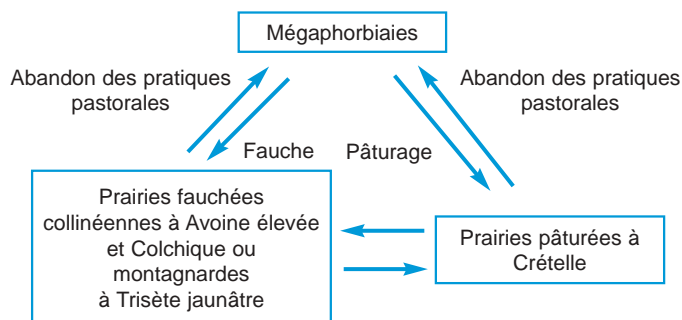 Mégaphorbiaies
Abandon des pratiques
pastorales
Abandon des pratiques
pastorales
Fauche
Pâturage
Prairies fauchées
collinéennes à Avoine élevée
et Colchique ou
montagnardes
à Trisète jaunâtre
Prairies pâturées à
Crételle